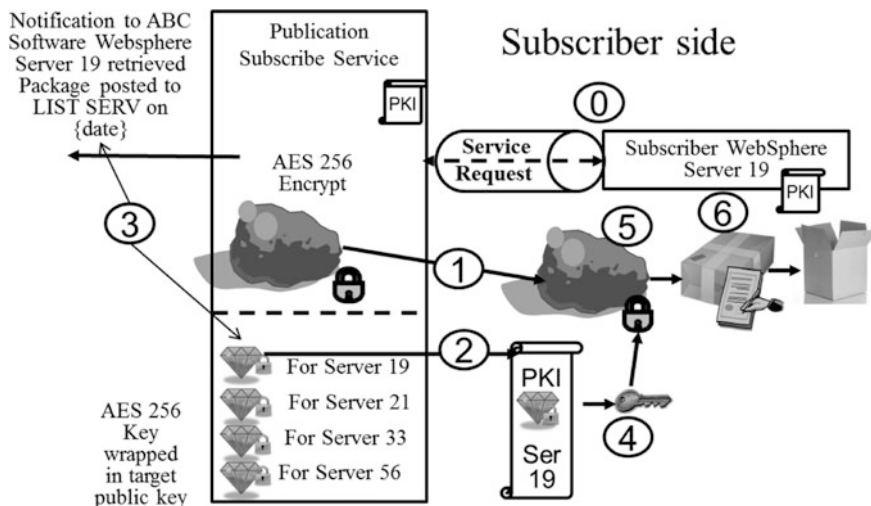 Notification to ABC
Software Websphere
Server 19 retrieved
Package posted to
LIST SERV on
{date}
3
AES 256
Key
wrapped
in target
public key
Publication
Subscribe Service
PKI
AES 256
Encrypt
For Server 19
For Server 21
For Server 33
For Server 56
Subscriber side
0
Service
Request
Subscriber WebSphere
Server 19
PKI
1
5
6
2
PKI
Ser
19
4